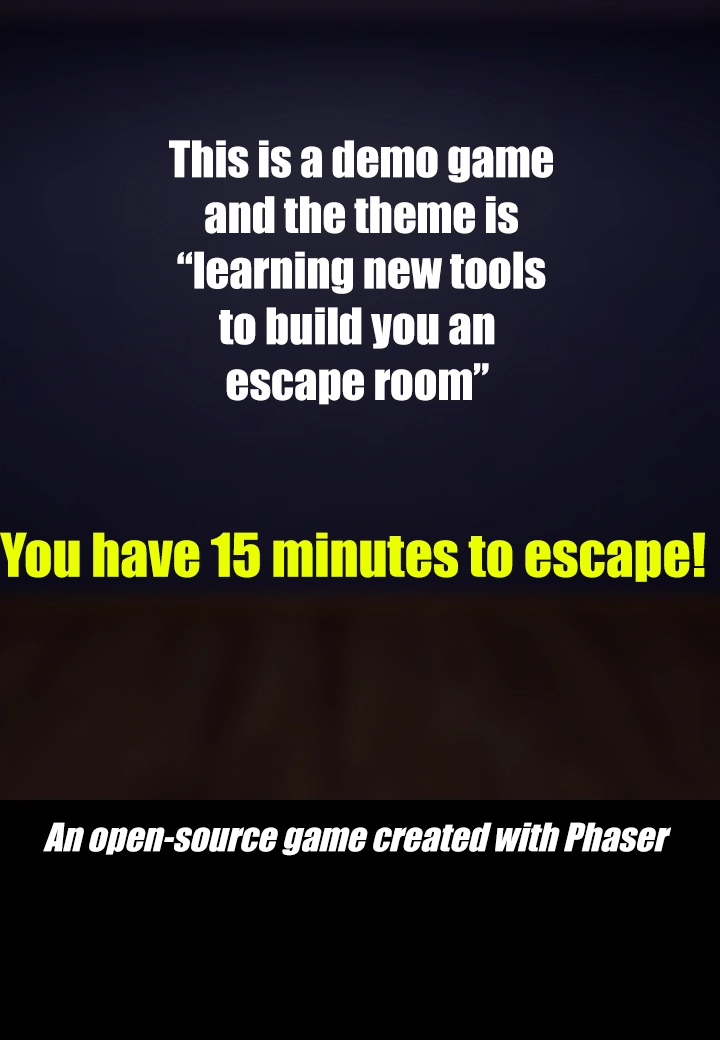 This is a demo game
and the theme is
“learning new tools
to build you an
escape room”
You have 15 minutes to escape!
An open-source game created with Phaser